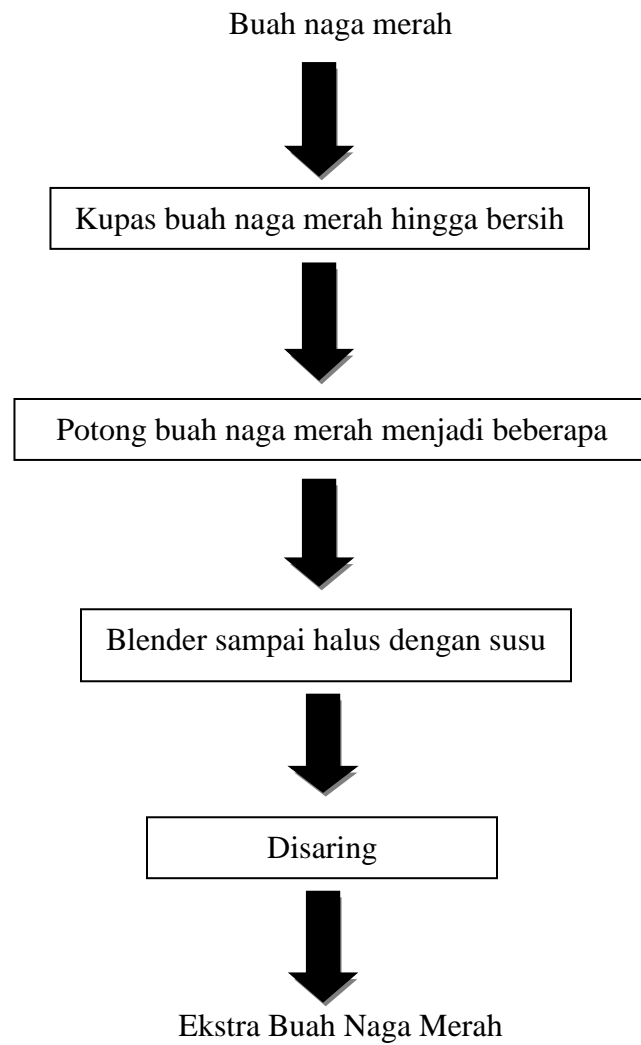 Buah naga merah
Kupas buah naga merah hingga bersih
Potong buah naga merah menjadi beberapa
Blender sampai halus dengan susu
Disaring
Ekstra Buah Naga Merah